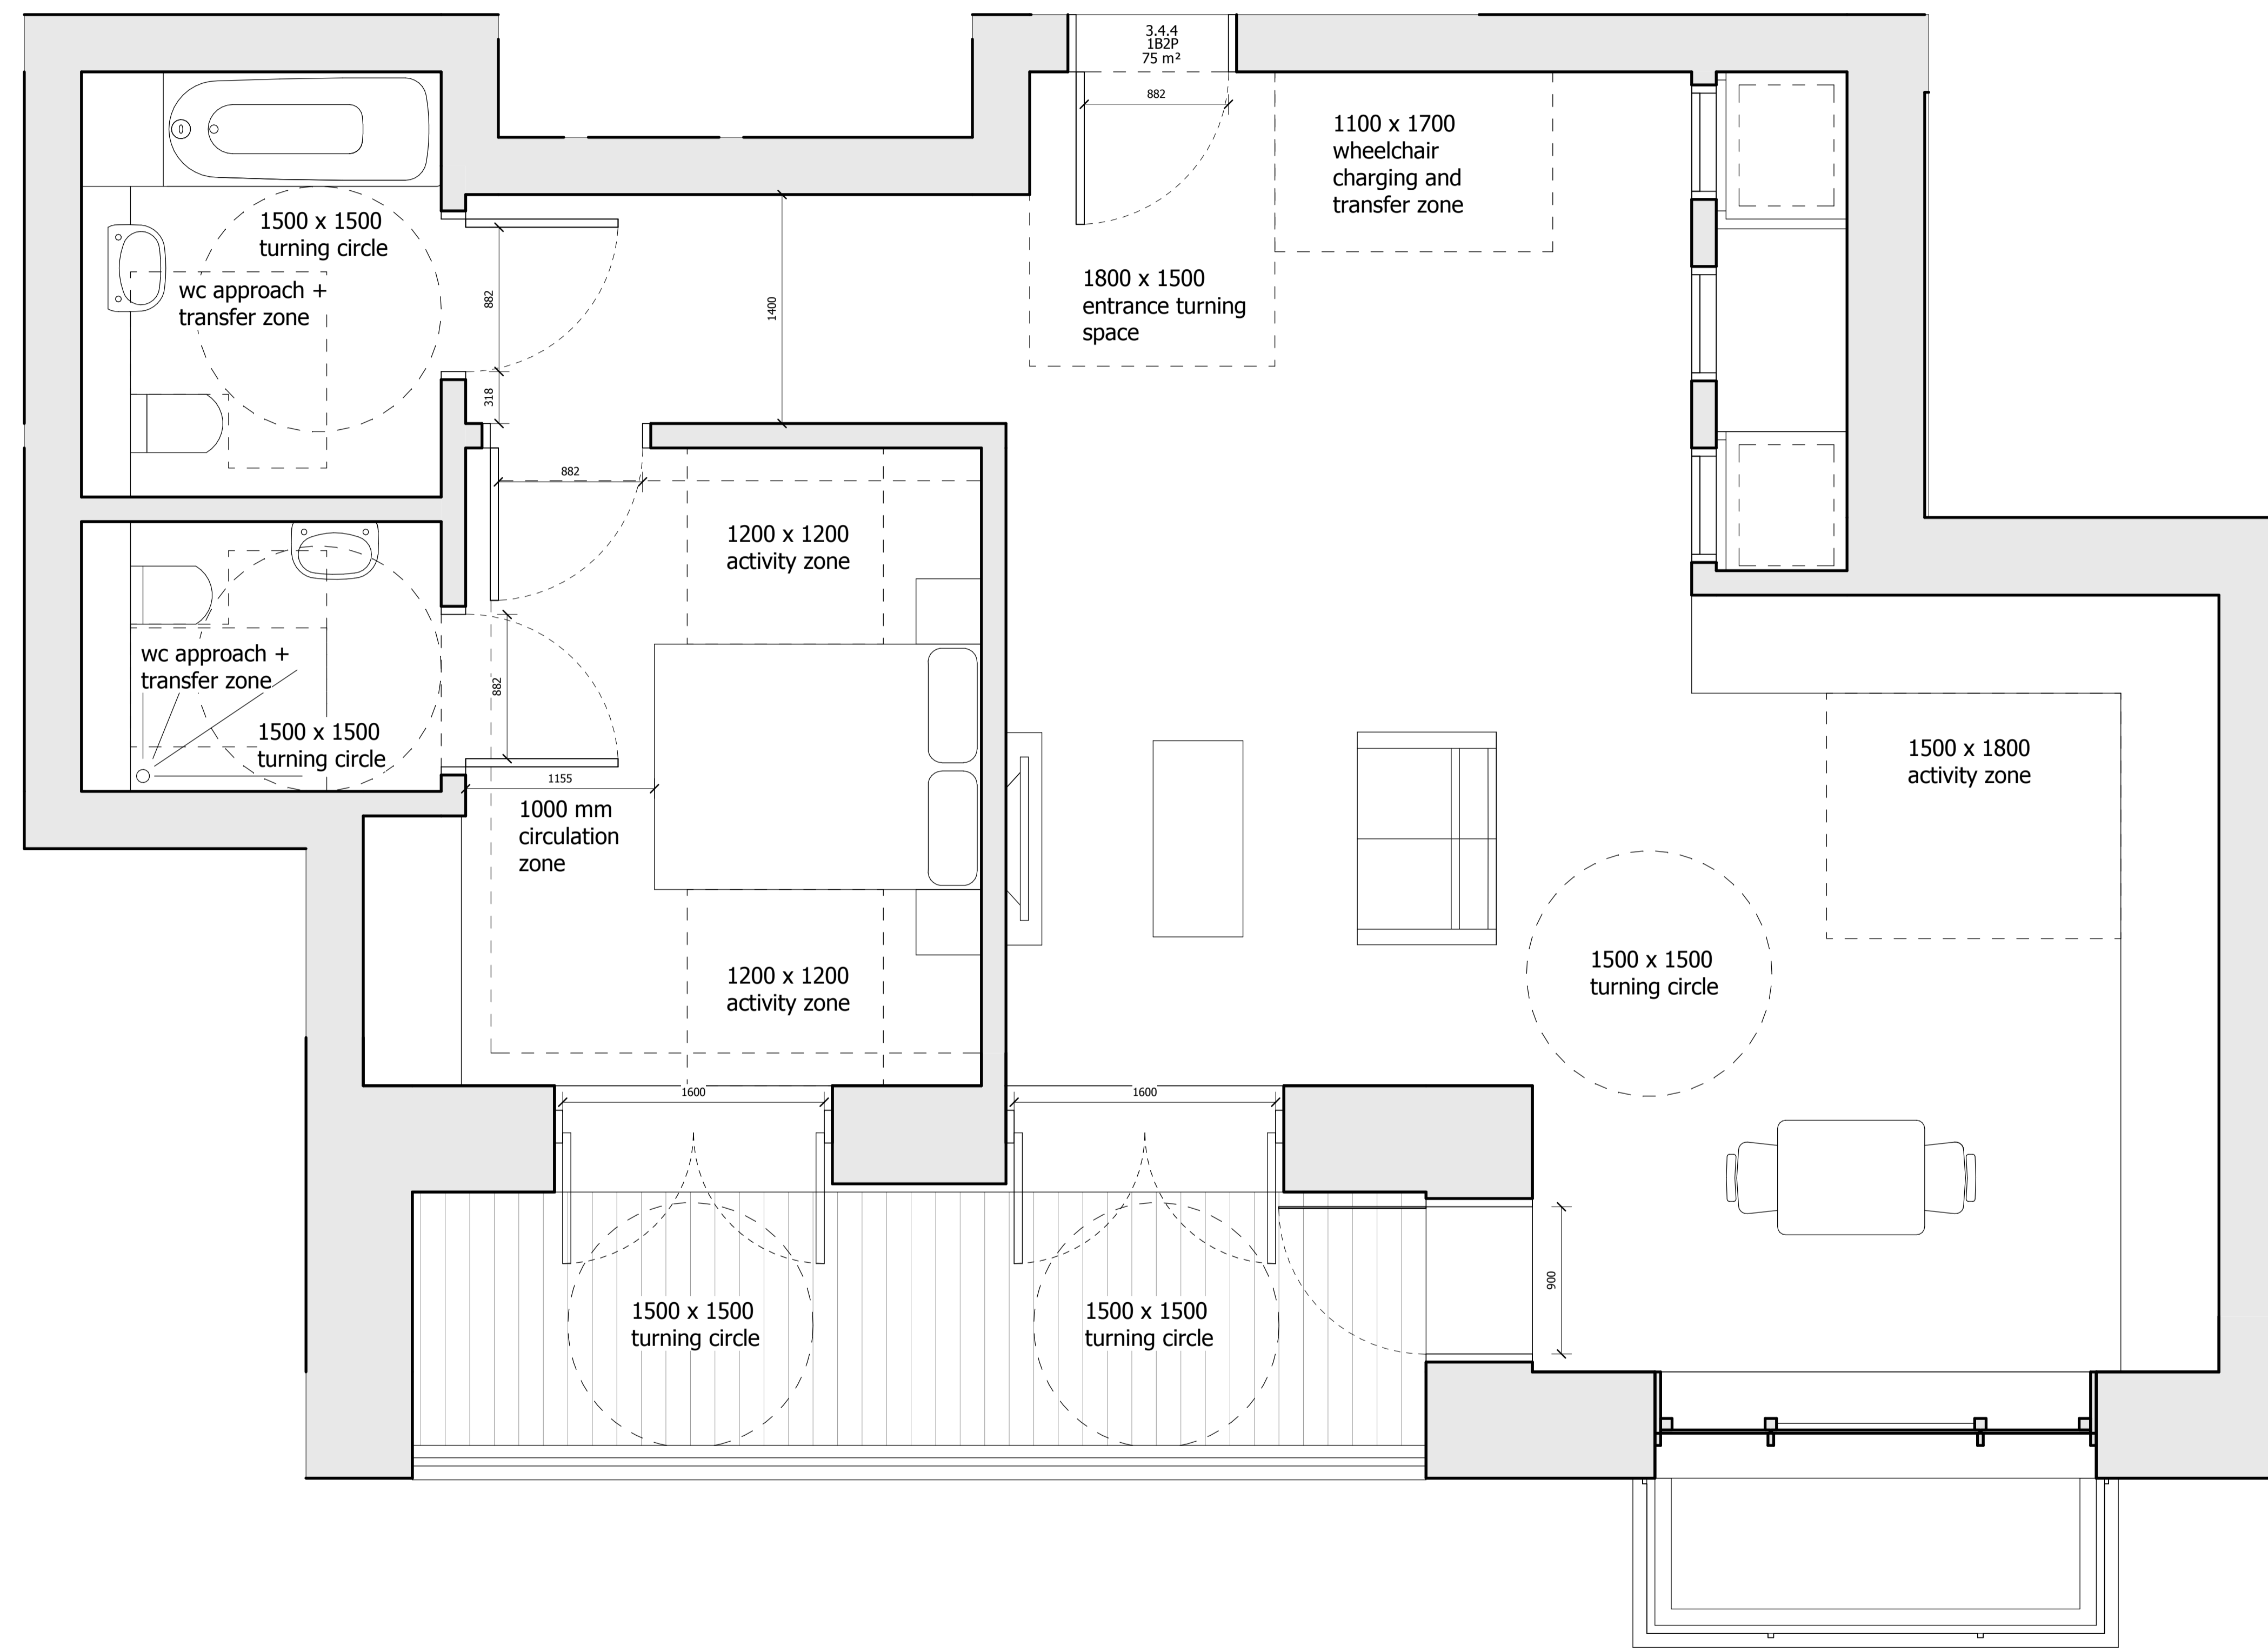 3.4.4
1B2P
75 m²
882
1100 x 1700
wheelchair
charging and
transfer zone
1500 x 1500
turning circle
wc approach +
transfer zone
882
318
1400
1800 x 1500
entrance turning
space
882
1200 x 1200
activity zone
wc approach +
transfer zone
1500 x 1500
turning circle
882
1155
1000 mm
circulation
zone
1500 x 1800
activity zone
1200 x 1200
activity zone
1500 x 1500
turning circle
1600
1600
1500 x 1500
turning circle
1500 x 1500
turning circle
900